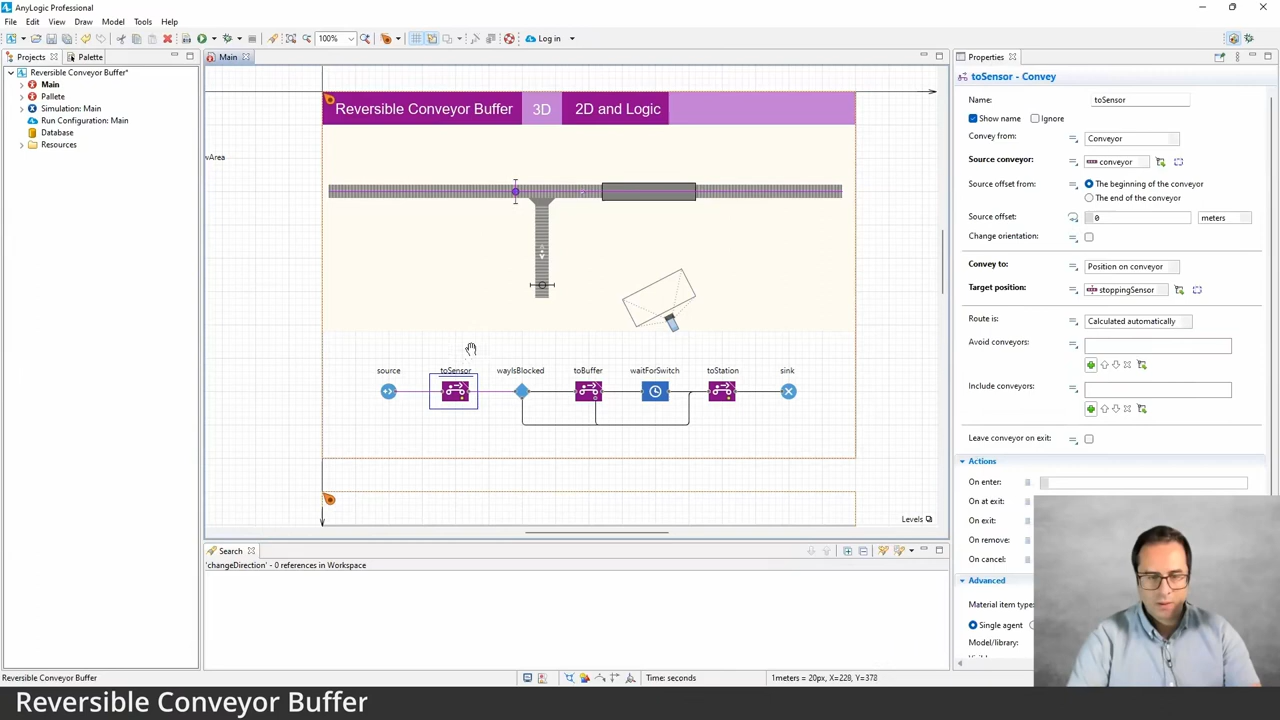 AnyLogic Professional
File Edit View Draw Model Tools Help
100% Log in
Projects Palette Main Properties
Reversible Conveyor Buffer*
Main
Pallete
Simulation: Main
Run Configuration: Main
Database
Resources
Reversible Conveyor Buffer 3D 2D and Logic
wArea
source toSensor wayIsBlocked toBuffer waitForSwitch toStation sink
Levels
Search
'changeDirection' - 0 references in Workspace
toSensor - Convey
Name: toSensor
Show name Ignore
Convey from: Conveyor
Source conveyor: conveyor
Source offset from: The beginning of the conveyor
The end of the conveyor
Source offset: 0 meters
Change orientation:
Convey to: Position on conveyor
Target position: stoppingSensor
Route is: Calculated automatically
Avoid conveyors:
Include conveyors:
Leave conveyor on exit:
Actions
On enter:
On at exit:
On exit:
On remove:
On cancel:
Advanced
Material item type:
Single agent
Model/library:
Reversible Conveyor Buffer Time: seconds 1meters = 20px, X=228, Y=378
Reversible Conveyor Buffer